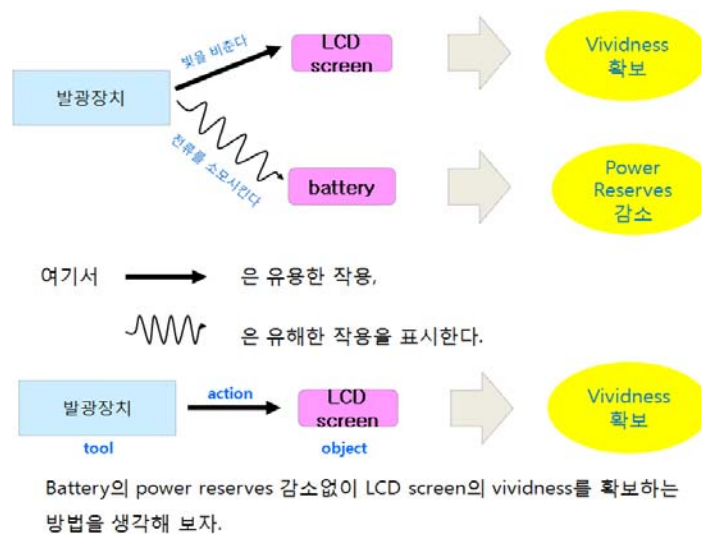 빛을 비춘다
LCD
screen
Vividness
확보
발광장치
전류를 소모시킨다
battery
Power
Reserves
감소
여기서 은 유용한 작용,
은 유해한 작용을 표시한다.
발광장치
action
LCD
screen
Vividness
확보
tool
object
Battery의 power reserves 감소없이 LCD screen의 vividness를 확보하는
방법을 생각해 보자.